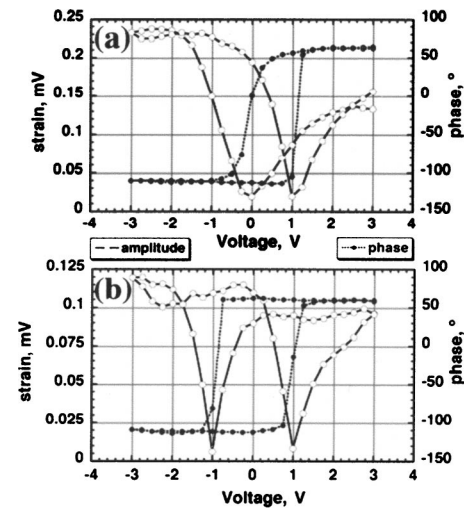 (a)
0.25
0.2
0.15
0.1
0.05
0
strain, mV
100
50
0
-50
-100
-150
phase, °
-4 -3 -2 -1 0 1 2 3 4
amplitude Voltage, V phase
(b)
0.125
0.1
0.075
0.05
0.025
0
strain, mV
100
50
0
-50
-100
-150
phase, °
-4 -3 -2 -1 0 1 2 3 4
Voltage, V